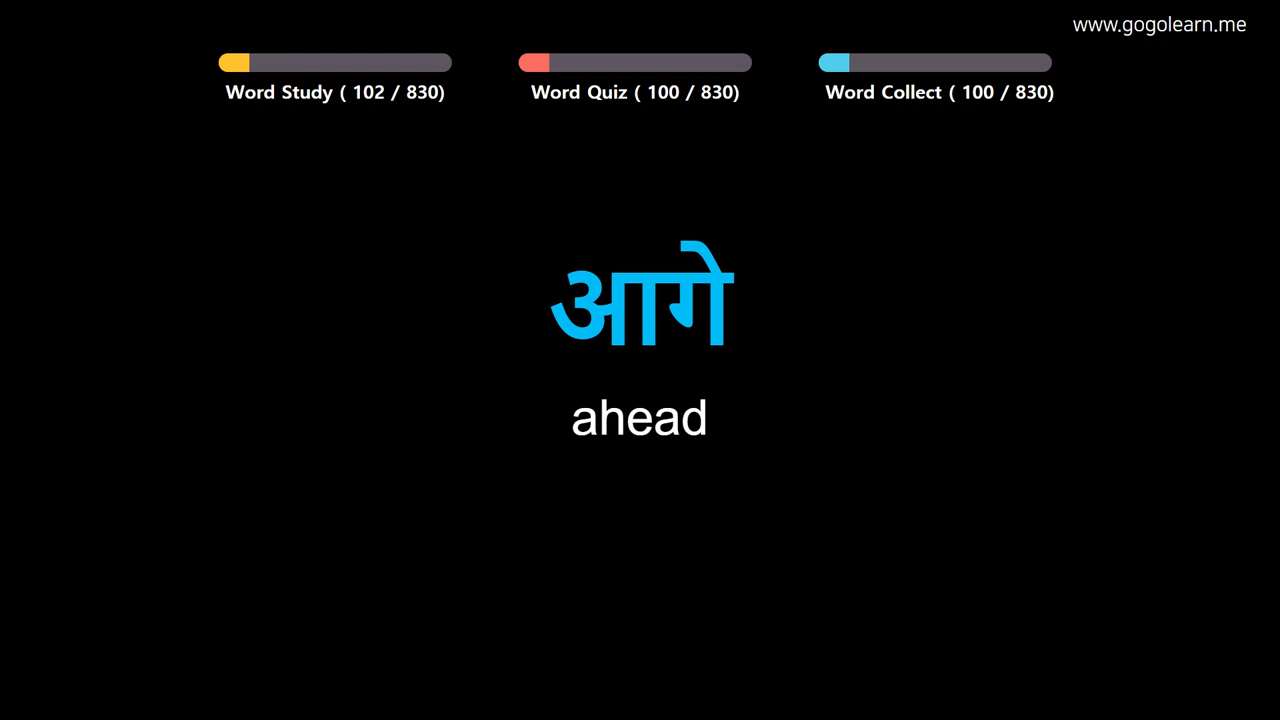 www.gogolearn.me
Word Study ( 102 / 830)
Word Quiz ( 100 / 830)
Word Collect ( 100 / 830)
आगे
ahead